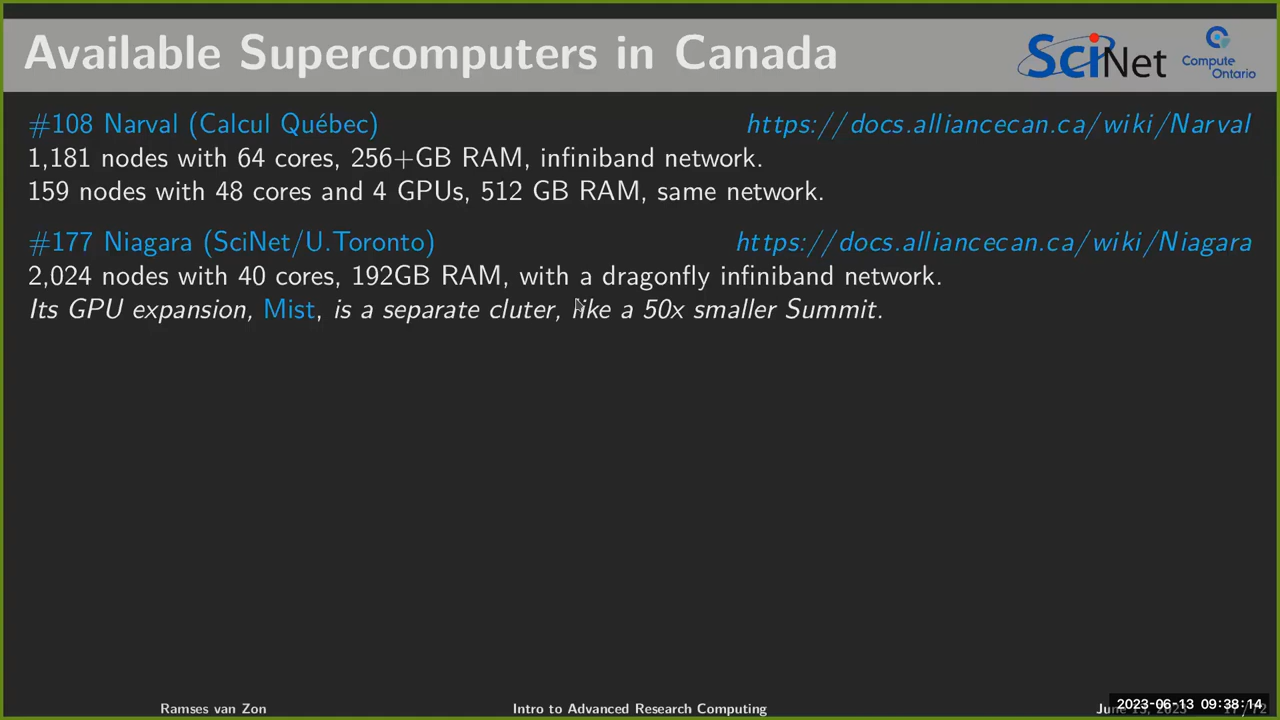 Available Supercomputers in Canada
SciNet
Compute
Ontario
#108 Narval (Calcul Québec) https://docs.alliancecan.ca/wiki/Narval
1,181 nodes with 64 cores, 256+GB RAM, infiniband network.
159 nodes with 48 cores and 4 GPUs, 512 GB RAM, same network.
#177 Niagara (SciNet/U.Toronto) https://docs.alliancecan.ca/wiki/Niagara
2,024 nodes with 40 cores, 192GB RAM, with a dragonfly infiniband network.
Its GPU expansion, Mist, is a separate cluter, like a 50x smaller Summit.
Ramses van Zon Intro to Advanced Research Computing
2023-06-13 09:38:14